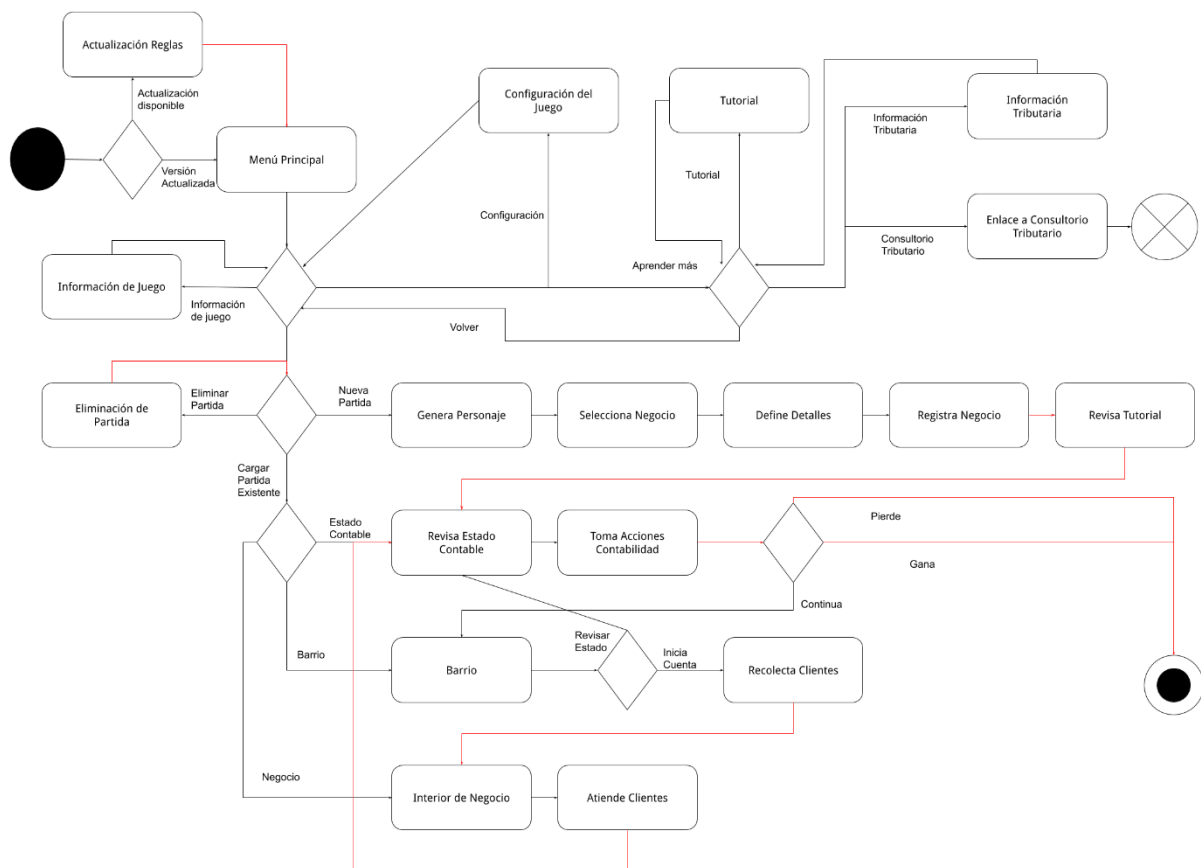 Actualización Reglas
Actualización
disponible
Versión
Actualizada
Menú Principal
Configuración del
Juego
Tutorial
Información
Tributaria
Información
Tributaria
Tutorial
Configuración
Enlace a Consultorio
Tributario
Consultorio
Tributario
Aprender más
Información de Juego
Información
de juego
Volver
Eliminación de
Partida
Eliminar
Partida
Nueva
Partida
Genera Personaje
Selecciona Negocio
Define Detalles
Registra Negocio
Revisa Tutorial
Cargar
Partida
Existente
Estado
Contable
Revisa Estado
Contable
Toma Acciones
Contabilidad
Pierde
Gana
Continua
Barrio
Barrio
Revisar
Estado
Inicia
Cuenta
Recolecta Clientes
Negocio
Interior de Negocio
Atiende Clientes